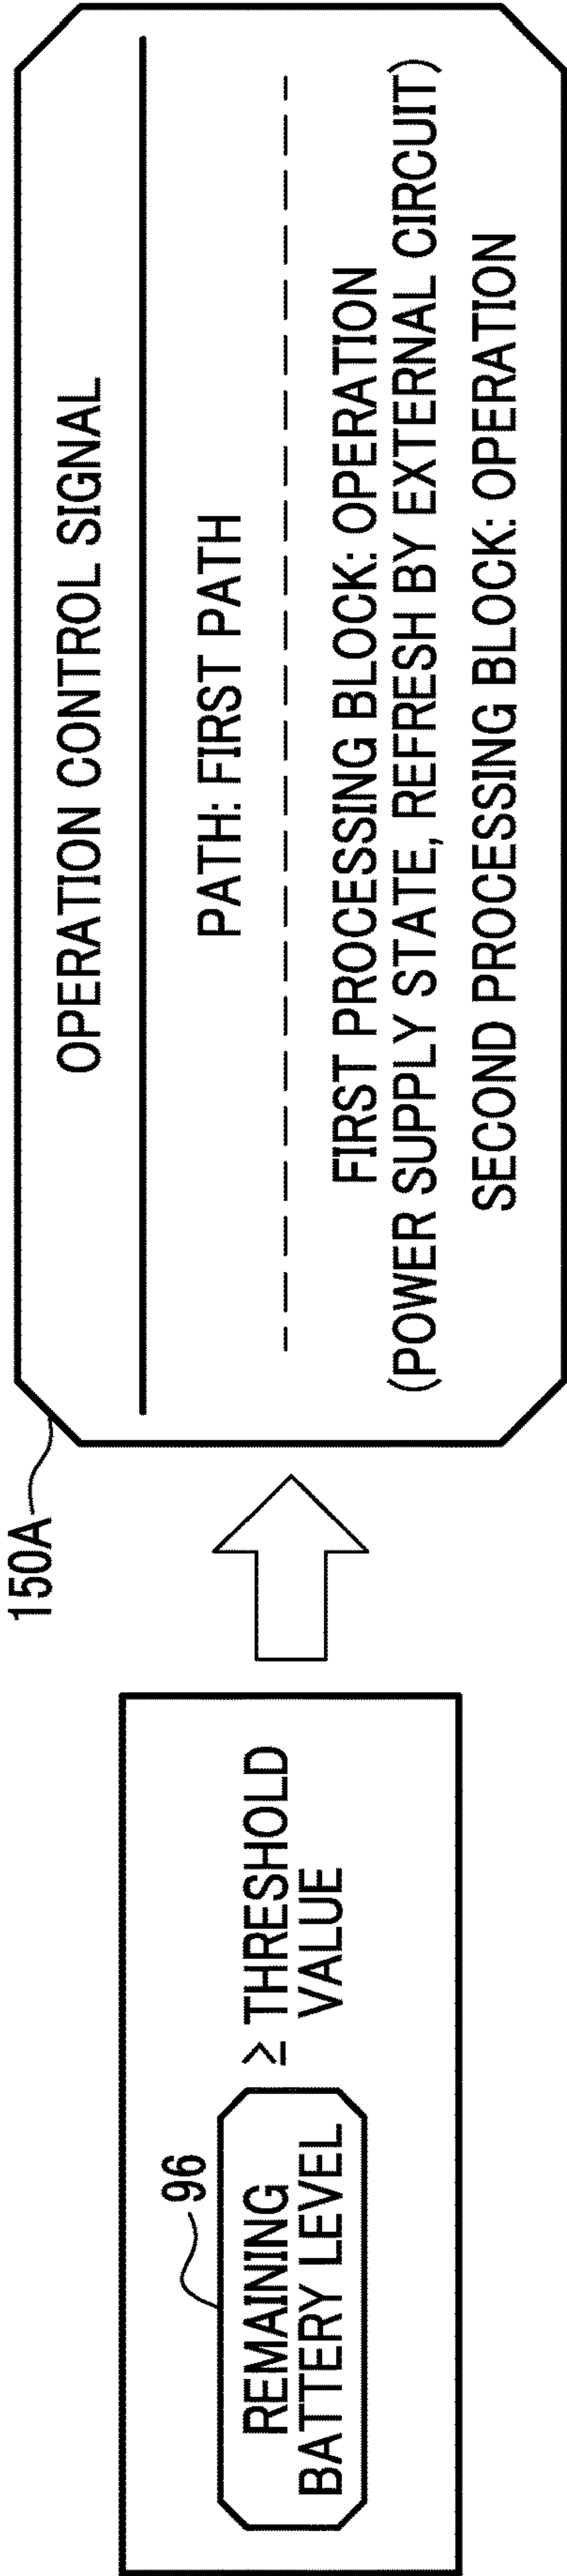 96
REMAINING
BATTERY LEVEL
≥ THRESHOLD
VALUE
150A
OPERATION CONTROL SIGNAL
PATH: FIRST PATH
FIRST PROCESSING BLOCK: OPERATION
(POWER SUPPLY STATE, REFRESH BY EXTERNAL CIRCUIT)
SECOND PROCESSING BLOCK: OPERATION